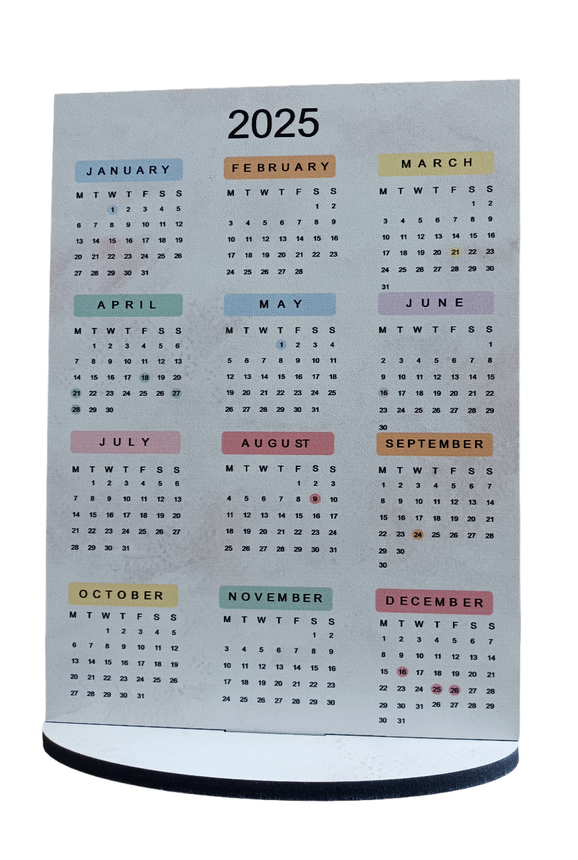 2025
JANUARY
M T W T F S S
1 2 3 4 5
6 7 8 9 10 11 12
13 14 15 16 17 18 19
20 21 22 23 24 25 26
27 28 29 30 31
FEBRUARY
M T W T F S S
1 2
3 4 5 6 7 8 9
10 11 12 13 14 15 16
17 18 19 20 21 22 23
24 25 26 27 28
MARCH
M T W T F S S
1 2
3 4 5 6 7 8 9
10 11 12 13 14 15 16
17 18 19 20 21 22 23
24 25 26 27 28 29 30
31
APRIL
M T W T F S S
1 2 3 4 5 6
7 8 9 10 11 12 13
14 15 16 17 18 19 20
21 22 23 24 25 26 27
28 29 30
MAY
M T W T F S S
1 2 3 4
5 6 7 8 9 10 11
12 13 14 15 16 17 18
19 20 21 22 23 24 25
26 27 28 29 30 31
JUNE
M T W T F S S
1
2 3 4 5 6 7 8
9 10 11 12 13 14 15
16 17 18 19 20 21 22
23 24 25 26 27 28 29
30
JULY
M T W T F S S
1 2 3 4 5 6
7 8 9 10 11 12 13
14 15 16 17 18 19 20
21 22 23 24 25 26 27
28 29 30 31
AUGUST
M T W T F S S
1 2 3
4 5 6 7 8 9 10
11 12 13 14 15 16 17
18 19 20 21 22 23 24
25 26 27 28 29 30 31
SEPTEMBER
M T W T F S S
1 2 3 4 5 6 7
8 9 10 11 12 13 14
15 16 17 18 19 20 21
22 23 24 25 26 27 28
29 30
30
OCTOBER
M T W T F S S
1 2 3 4 5
6 7 8 9 10 11 12
13 14 15 16 17 18 19
20 21 22 23 24 25 26
27 28 29 30 31
NOVEMBER
M T W T F S S
1 2
3 4 5 6 7 8 9
10 11 12 13 14 15 16
17 18 19 20 21 22 23
24 25 26 27 28 29 30
DECEMBER
M T W T F S S
1 2 3 4 5 6 7
8 9 10 11 12 13 14
15 16 17 18 19 20 21
22 23 24 25 26 27 28
29 30 31 26 27 28 29
30 31